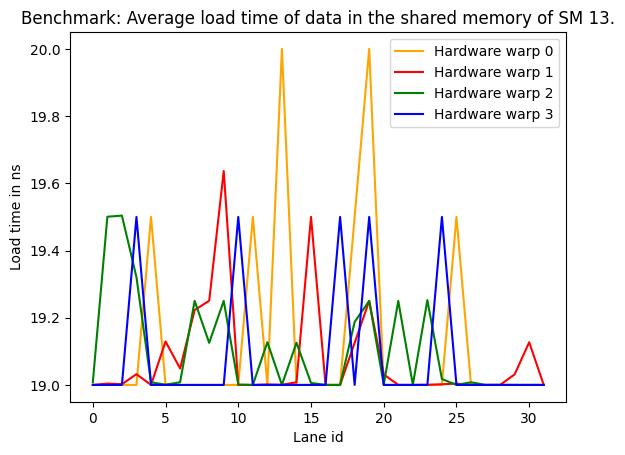 Benchmark: Average load time of data in the shared memory of SM 13.
Hardware warp 0
Hardware warp 1
Hardware warp 2
Hardware warp 3
Load time in ns
20.0
19.8
19.6
19.4
19.2
19.0
0 5 10 15 20 25 30
Lane id